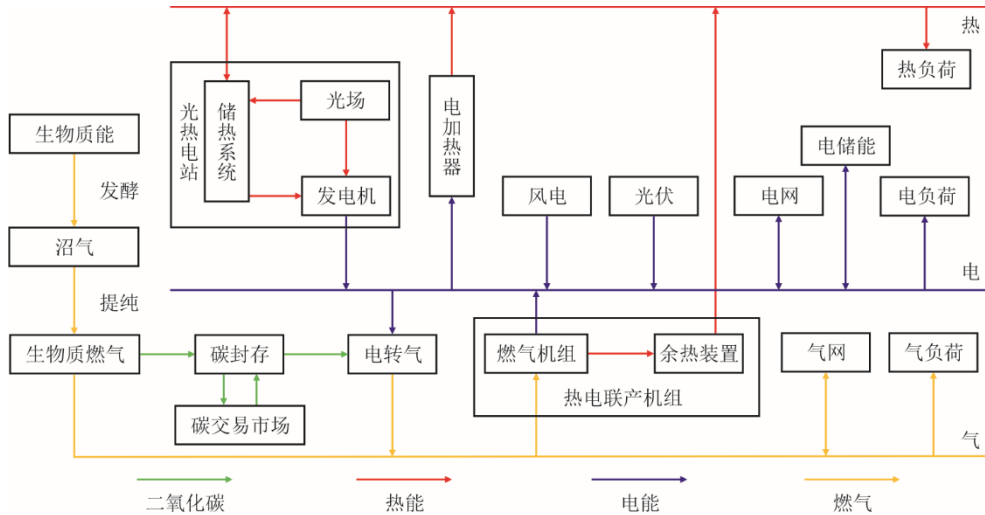 热
热负荷
光热电站
储热系统
光场
发电机
电加热器
生物质能
发酵
沼气
提纯
风电
光伏
电网
电储能
电负荷
电
生物质燃气
碳封存
电转气
碳交易市场
燃气机组
余热装置
热电联产机组
气网
气负荷
气
二氧化碳
热能
电能
燃气